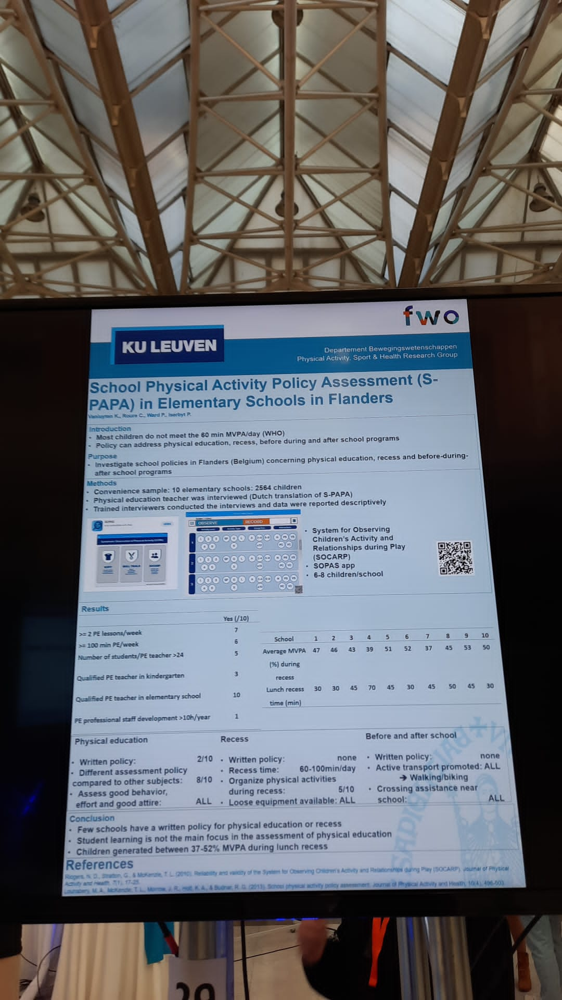 fwo
KU LEUVEN
Departement Bewegingswetenschappen
Physical Activity, Sport & Health Research Group
School Physical Activity Policy Assessment (S-
PAPA) in Elementary Schools in Flanders
Vanluyten K., Roure C., Ward P., Iserbyt P.
Introduction
• Most children do not meet the 60 min MVPA/day (WHO)
• Policy can address physical education, recess, before during and after school programs
Purpose
• Investigate school policies in Flanders (Belgium) concerning physical education, recess and before-during-
after school programs
Methods
• Convenience sample: 10 elementary schools: 2564 children
• Physical education teacher was interviewed (Dutch translation of S-PAPA)
• Trained interviewers conducted the interviews and data were reported descriptively
OPEN
OBSERVE RECORD
1
2
3
• System for Observing
Children's Activity and
Relationships during Play
(SOCARP)
• SOPAS app
• 6-8 children/school
Results
Yes (/10)
>= 2 PE lessons/week 7
>= 100 min PE/week 6
Number of students/PE teacher >24 5
Qualified PE teacher in kindergarten 3
Qualified PE teacher in elementary school 10
PE professional staff development >10h/year 1
School 1 2 3 4 5 6 7 8 9 10
Average MVPA 47 46 43 39 51 52 37 45 53 50
(%) during
recess
Lunch recess 30 30 45 70 45 30 45 50 45 30
time (min)
Physical education
• Written policy: 2/10
• Different assessment policy
compared to other subjects: 8/10
• Assess good behavior,
effort and good attire: ALL
Recess
• Written policy: none
• Recess time: 60-100min/day
• Organize physical activities
during recess: 5/10
• Loose equipment available: ALL
Before and after school
• Written policy: none
• Active transport promoted: ALL
→ Walking/biking
• Crossing assistance near
school: ALL
Conclusion
• Few schools have a written policy for physical education or recess
• Student learning is not the main focus in the assessment of physical education
• Children generated between 37-52% MVPA during lunch recess
References
N. D., Stratton, G., & McKenzie, T. L. (2010). Reliability and validity of the System for Observing Children's Activity and Relationships during Play (SOCARP). Journal of Physical
Activity and Health, 7(1), 17-25.
Lounsbery, M. A., McKenzie, T. L., Morrow, J. R., Holt, K. A., & Budnar, R. G. (2013). School physical activity policy assessment. Journal of Physical Activity and Health, 10(4), 496-503.
29